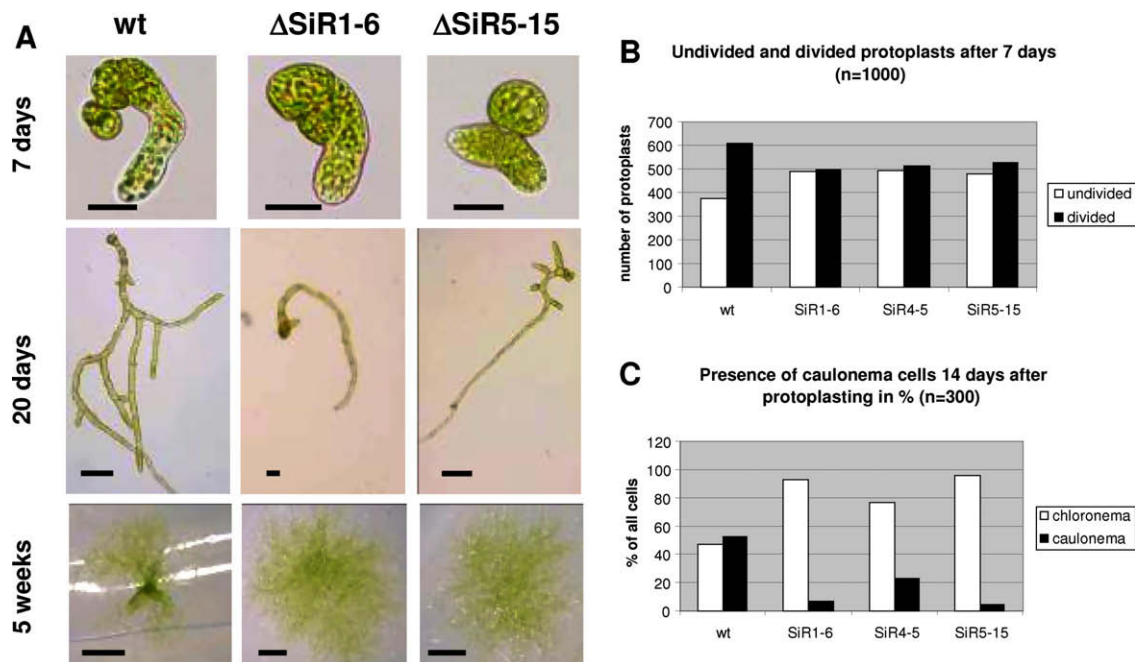 A
wt
ΔSiR1-6
ΔSiR5-15
7 days
20 days
5 weeks
B
Undivided and divided protoplasts after 7 days
(n=1000)
number of protoplasts
700
600
500
400
300
200
100
0
wt
SiR1-6
SiR4-5
SiR5-15
undivided
divided
C
Presence of caulonema cells 14 days after
protoplasting in % (n=300)
% of all cells
120
100
80
60
40
20
0
wt
SiR1-6
SiR4-5
SiR5-15
chloronema
caulonema